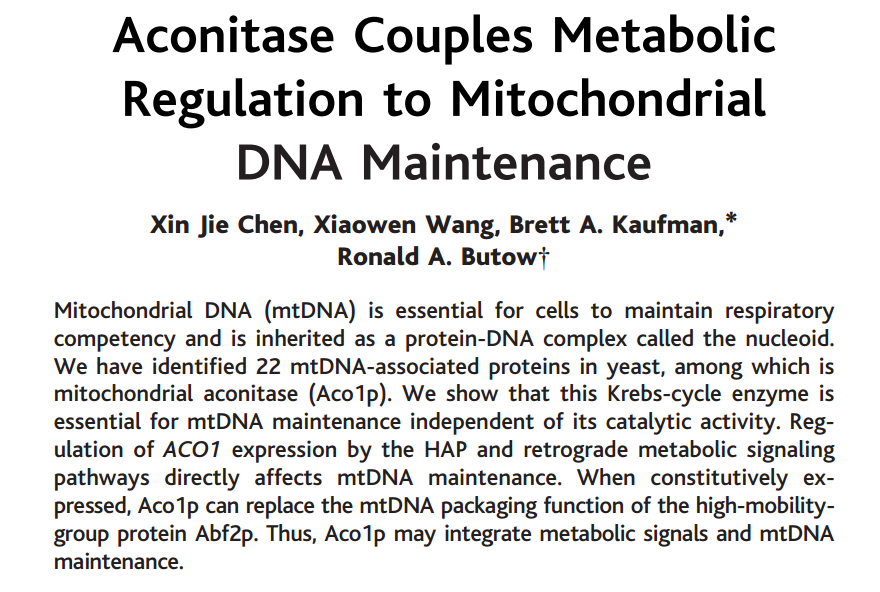 Aconitase Couples Metabolic
Regulation to Mitochondrial
DNA Maintenance
Xin Jie Chen, Xiaowen Wang, Brett A. Kaufman,*
Ronald A. Butow†
Mitochondrial DNA (mtDNA) is essential for cells to maintain respiratory
competency and is inherited as a protein-DNA complex called the nucleoid.
We have identified 22 mtDNA-associated proteins in yeast, among which is
mitochondrial aconitase (Aco1p). We show that this Krebs-cycle enzyme is
essential for mtDNA maintenance independent of its catalytic activity. Reg-
ulation of ACO1 expression by the HAP and retrograde metabolic signaling
pathways directly affects mtDNA maintenance. When constitutively ex-
pressed, Aco1p can replace the mtDNA packaging function of the high-mobility-
group protein Abf2p. Thus, Aco1p may integrate metabolic signals and mtDNA
maintenance.